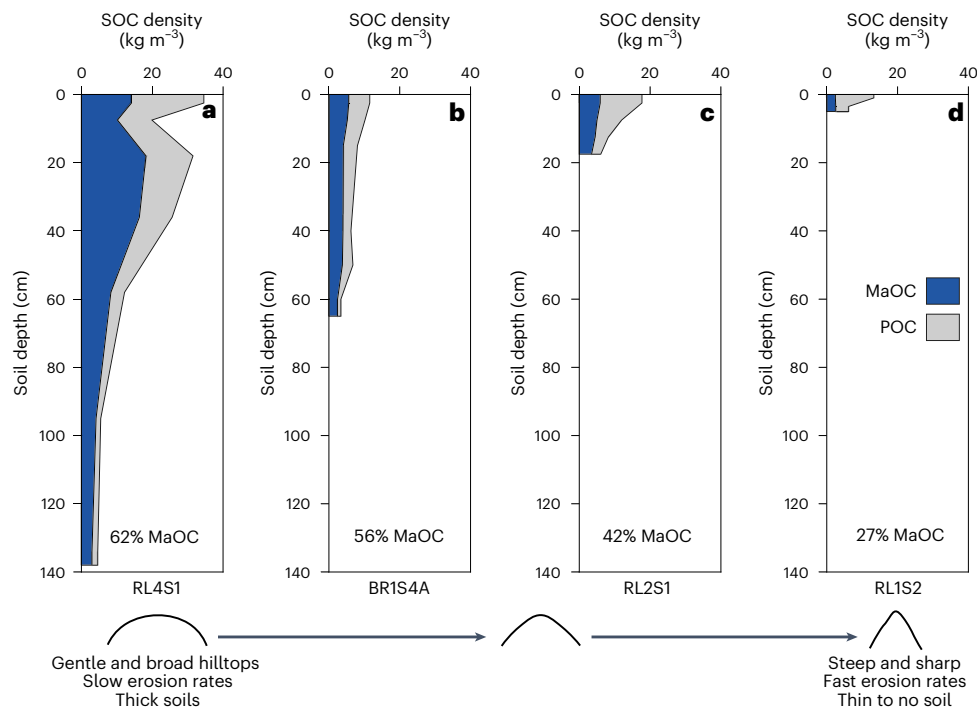 SOC density
(kg m⁻³)
SOC density
(kg m⁻³)
SOC density
(kg m⁻³)
SOC density
(kg m⁻³)
0 20 40
0 20 40
0 20 40
0 20 40
a
b
c
d
Soil depth (cm)
0
20
40
60
80
100
120
140
Soil depth (cm)
0
20
40
60
80
100
120
140
Soil depth (cm)
0
20
40
60
80
100
120
140
Soil depth (cm)
0
20
40
60
80
100
120
140
MaOC
POC
62% MaOC
56% MaOC
42% MaOC
27% MaOC
RL4S1
BR1S4A
RL2S1
RL1S2
Gentle and broad hilltops
Slow erosion rates
Thick soils
Steep and sharp
Fast erosion rates
Thin to no soil